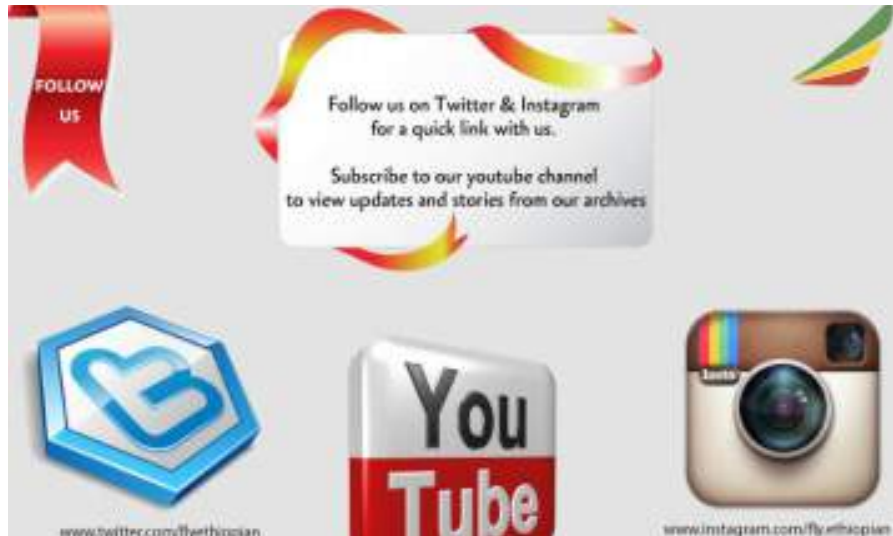 FOLLOW
US
Follow us on Twitter & Instagram
for a quick link with us.
Subscribe to our youtube channel
to view updates and stories from our archives
You
Tube
Insta
www.twitter.com/flyethiopian
www.instagram.com/fly.ethiopian